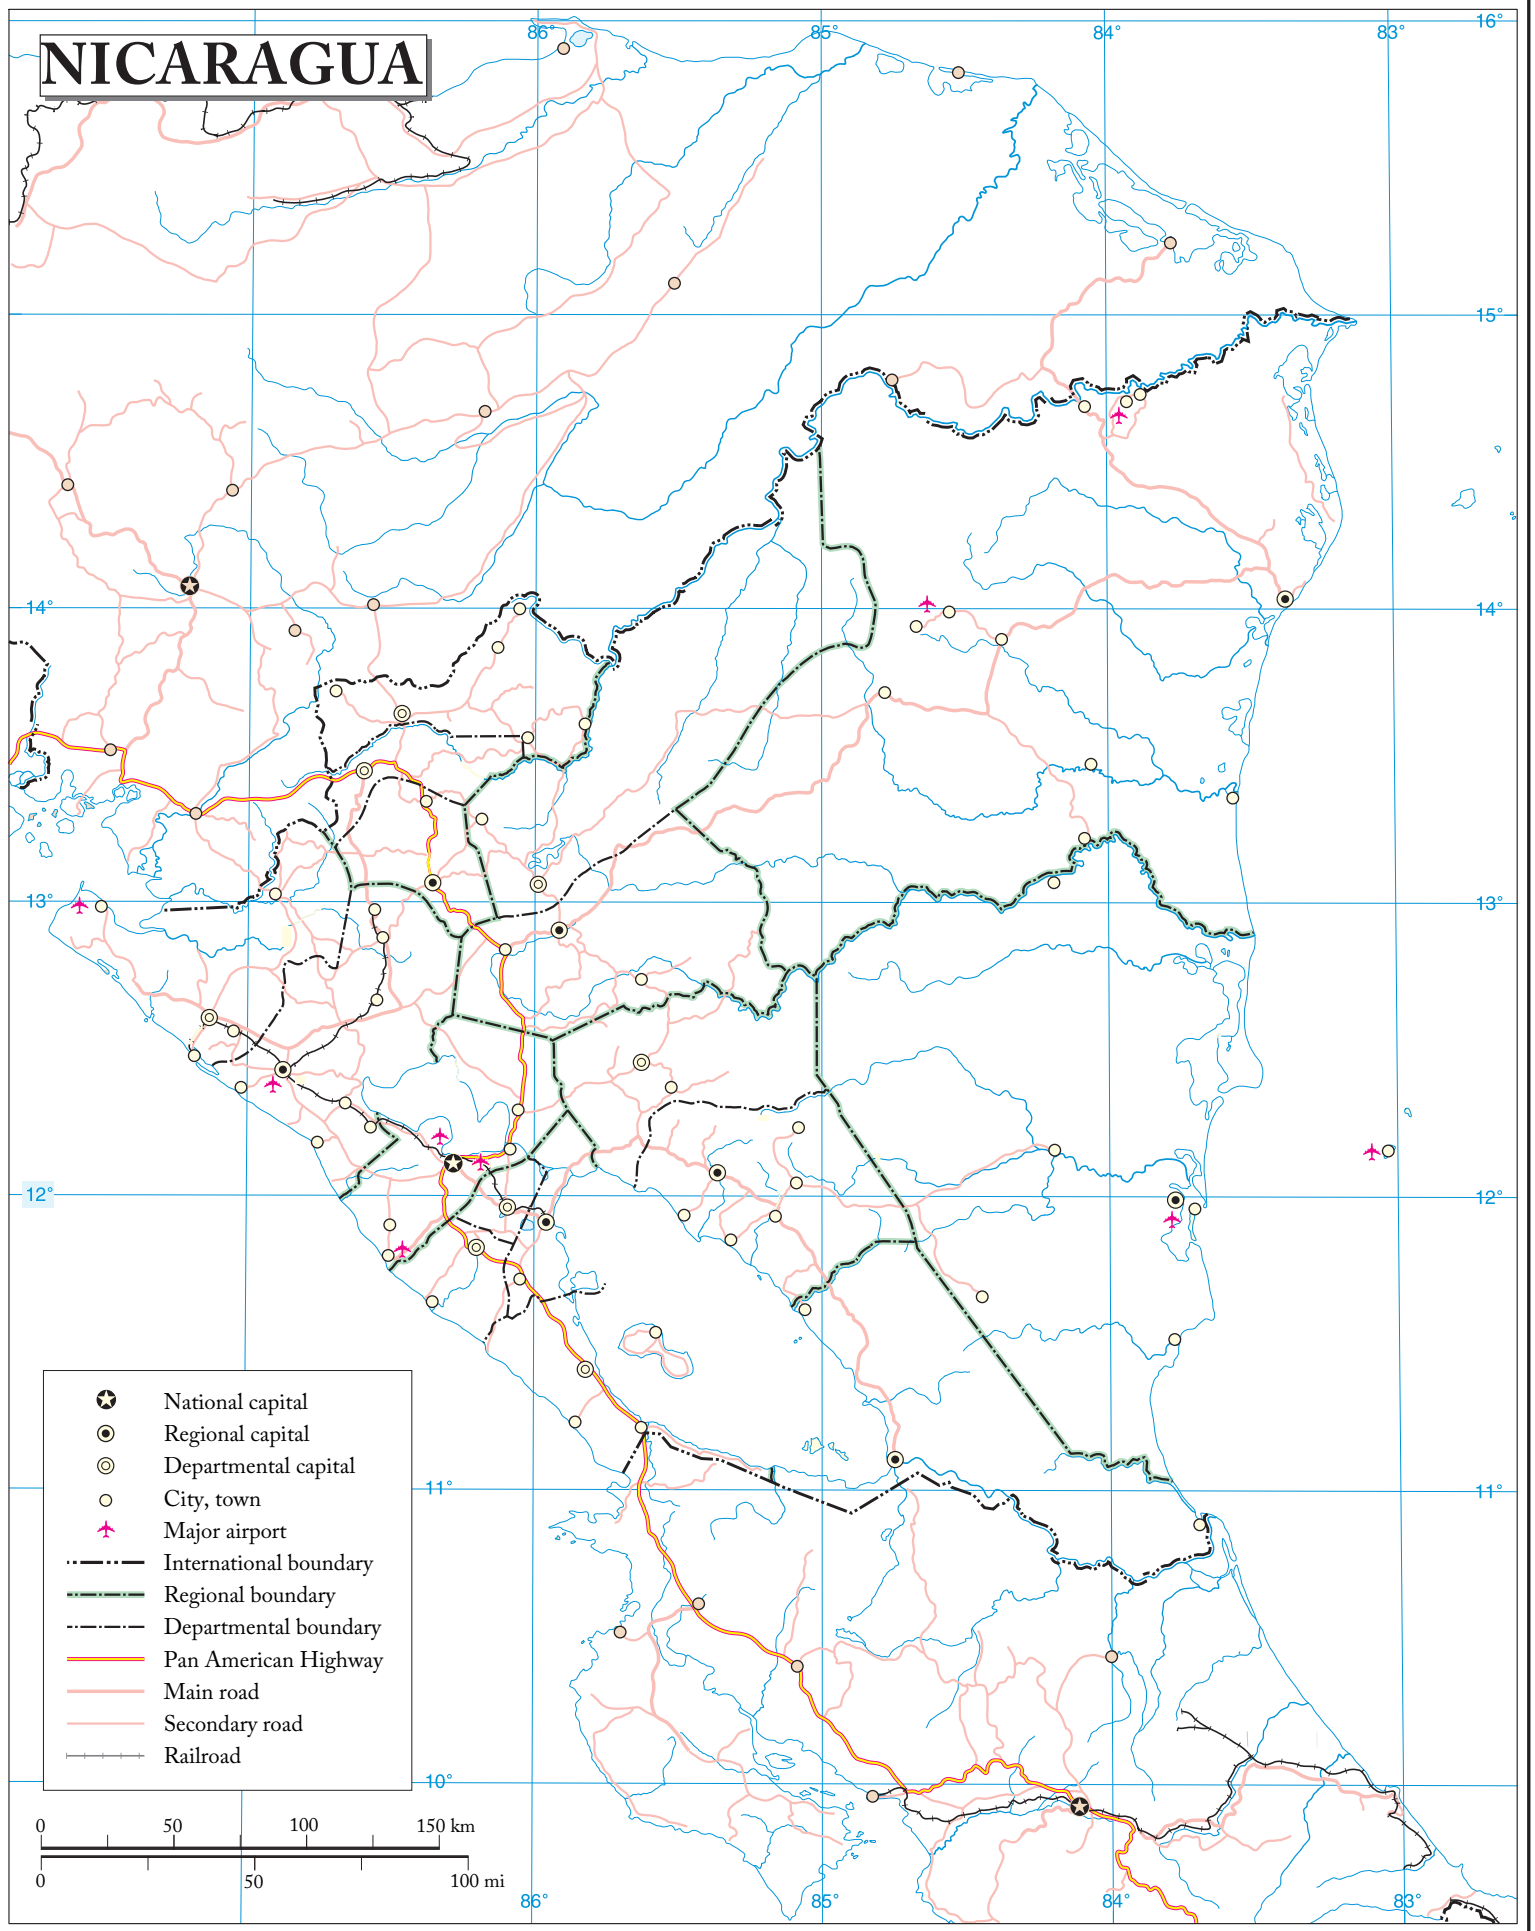 86° 85° 84° 83° 16°
NICARAGUA
15°
14° 14°
13° 13°
12° 12°
National capital
Regional capital
Departmental capital
City, town
11° 11°
Major airport
International boundary
Regional boundary
Departmental boundary
Pan American Highway
Main road
Secondary road
Railroad
10° 10°
0 50 100 150 km
0 50 100 mi
86° 85° 84° 83°